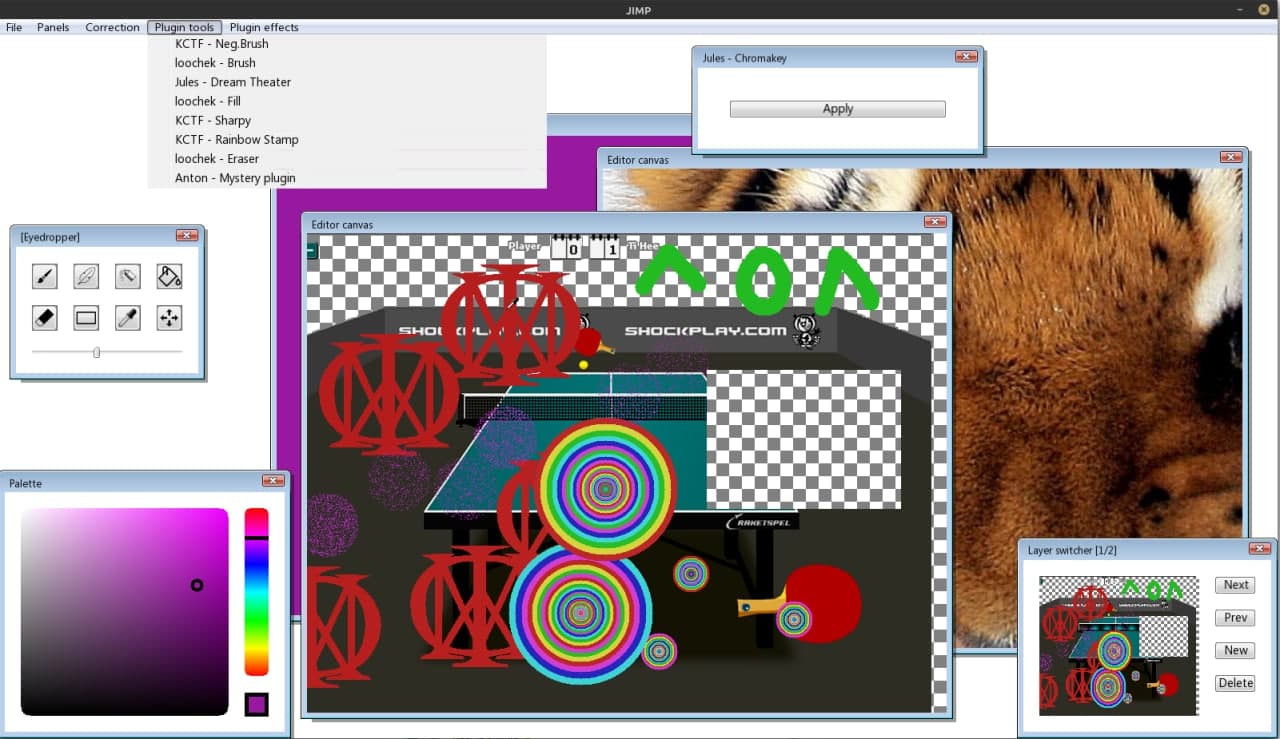 JIMP
File Panels Correction Plugin tools Plugin effects
KCTF - Neg.Brush
loochek - Brush
Jules - Dream Theater
loochek - Fill
KCTF - Sharpy
KCTF - Rainbow Stamp
loochek - Eraser
Anton - Mystery plugin
Jules - Chromakey
Apply
Editor canvas
Editor canvas
Player 0 1 Ti Hee
^ O ^
SHOCKPLAY.COM SHOCKPLAY.COM
RAKETSPEL
[Eyedropper]
Palette
Layer switcher [1/2]
Next
Prev
New
Delete